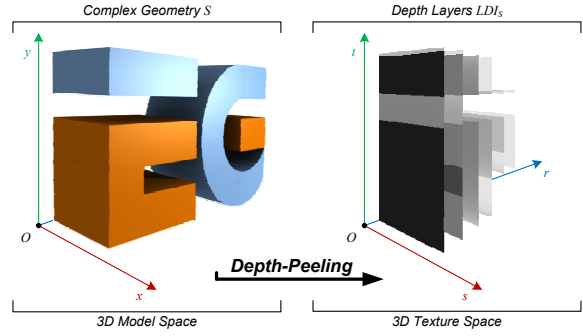 Complex Geometry S
Depth Layers LDI_S
y
t
O
x
r
O
s
Depth-Peeling
3D Model Space
3D Texture Space